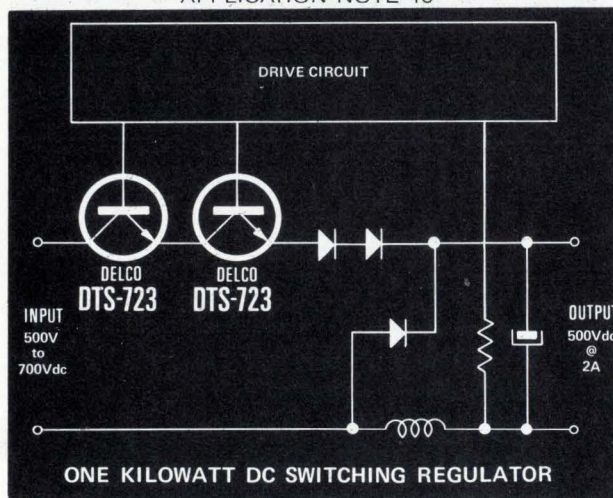 DRIVE CIRCUIT
DELCO
DTS-723
DELCO
DTS-723
INPUT
500V
to
700Vdc
OUTPUT
500Vdc
@
2A
ONE KILOWATT DC SWITCHING REGULATOR